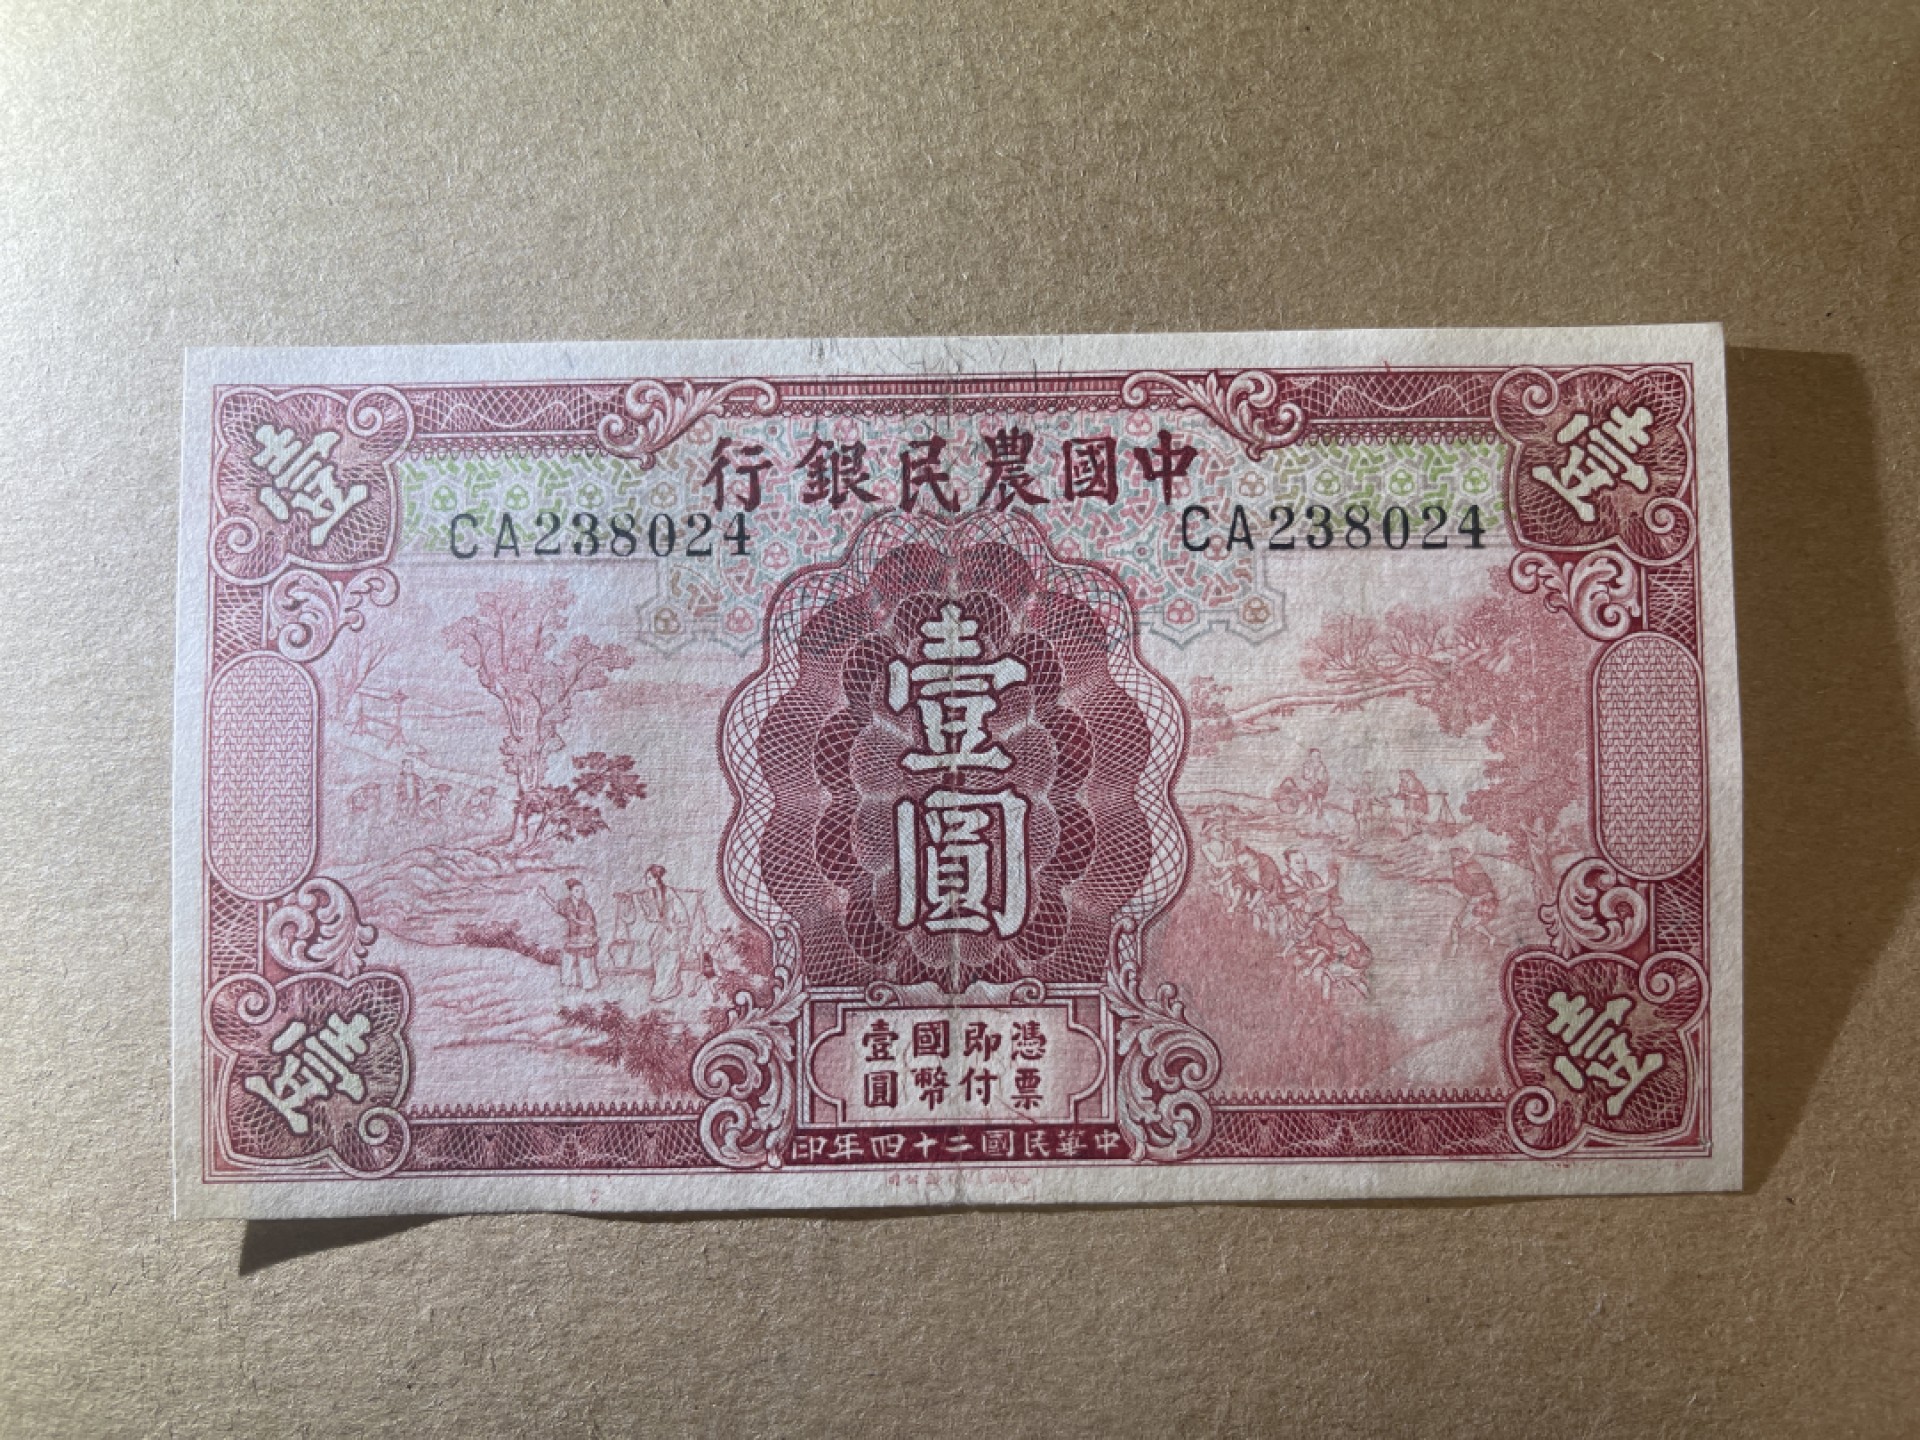 壹
壹
中國農民銀行
CA238024
CA238024
壹圓
憑票
即付
國幣
壹圓
壹
壹
中華民國二十四年印